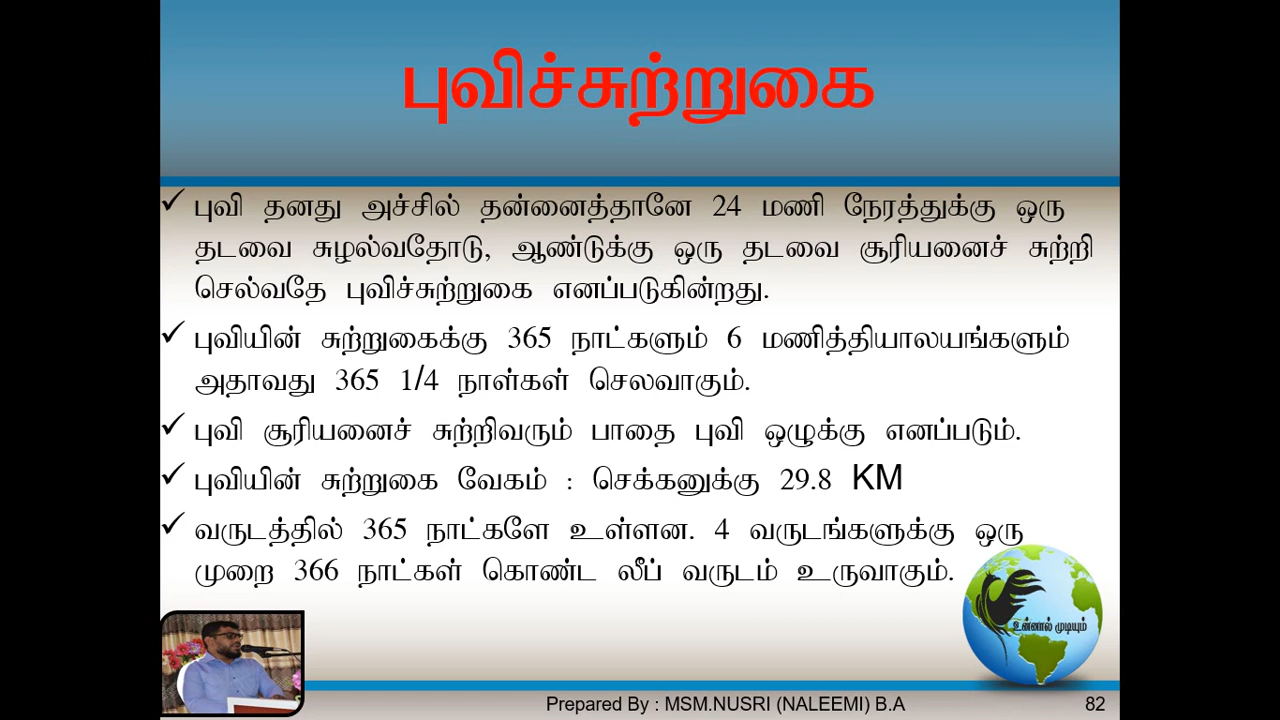 புவிச்சுற்றுகை
புவி தனது அச்சில் தன்னைத்தானே 24 மணி நேரத்துக்கு ஒரு
தடவை சுழல்வதோடு, ஆண்டுக்கு ஒரு தடவை சூரியனைச் சுற்றி
செல்வதே புவிச்சுற்றுகை எனப்படுகின்றது.
புவியின் சுற்றுகைக்கு 365 நாட்களும் 6 மணித்தியாலயங்களும்
அதாவது 365 1/4 நாள்கள் செலவாகும்.
புவி சூரியனைச் சுற்றிவரும் பாதை புவி ஒழுக்கு எனப்படும்.
புவியின் சுற்றுகை வேகம் : செக்கனுக்கு 29.8 KM
வருடத்தில் 365 நாட்களே உள்ளன. 4 வருடங்களுக்கு ஒரு
முறை 366 நாட்கள் கொண்ட லீப் வருடம் உருவாகும்.
உன்னால் முடியும்
Prepared By : MSM.NUSRI (NALEEMI) B.A 82